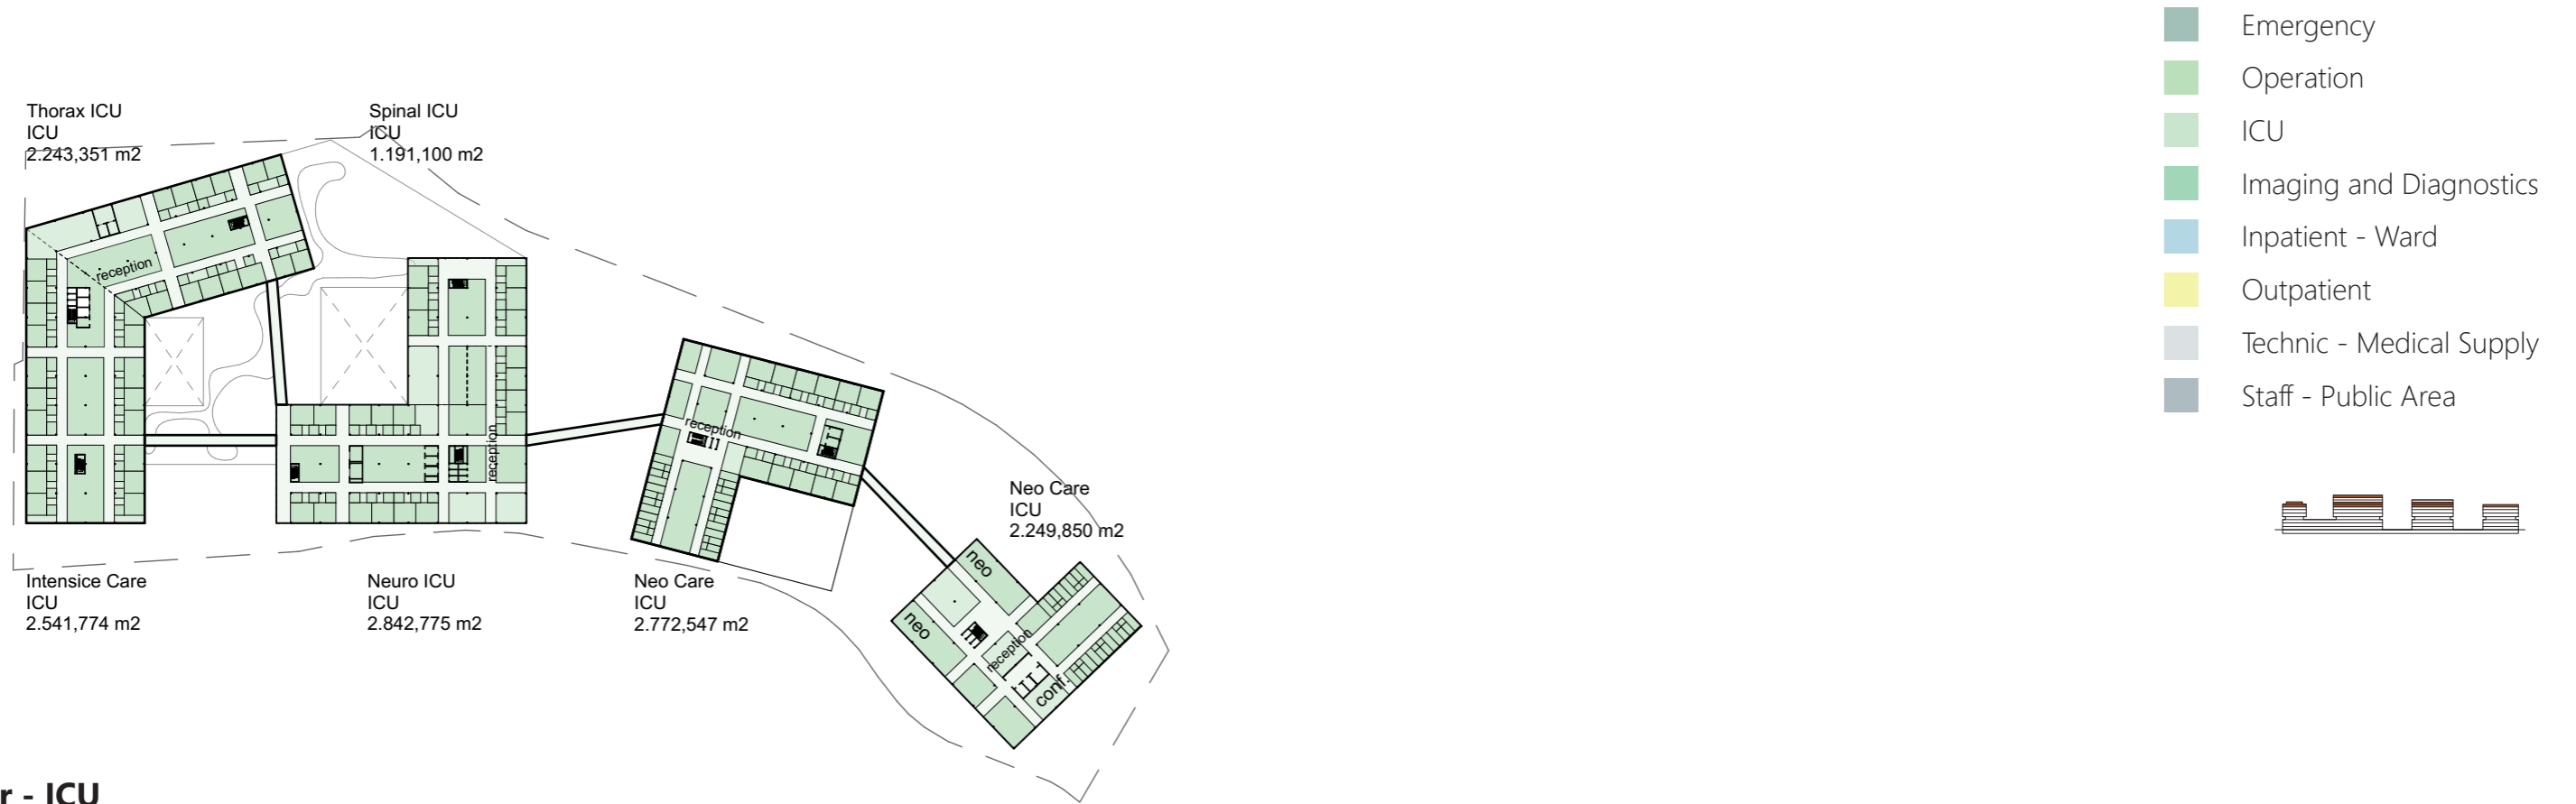 Thorax ICU
ICU
2.243,351 m2
Spinal ICU
ICU
1.191,100 m2
reception
reception
reception
Intensice Care
ICU
2.541,774 m2
Neuro ICU
ICU
2.842,775 m2
Neo Care
ICU
2.772,547 m2
Neo Care
ICU
2.249,850 m2
neo
neo
reception
conf.
Emergency
Operation
ICU
Imaging and Diagnostics
Inpatient - Ward
Outpatient
Technic - Medical Supply
Staff - Public Area
r - ICU